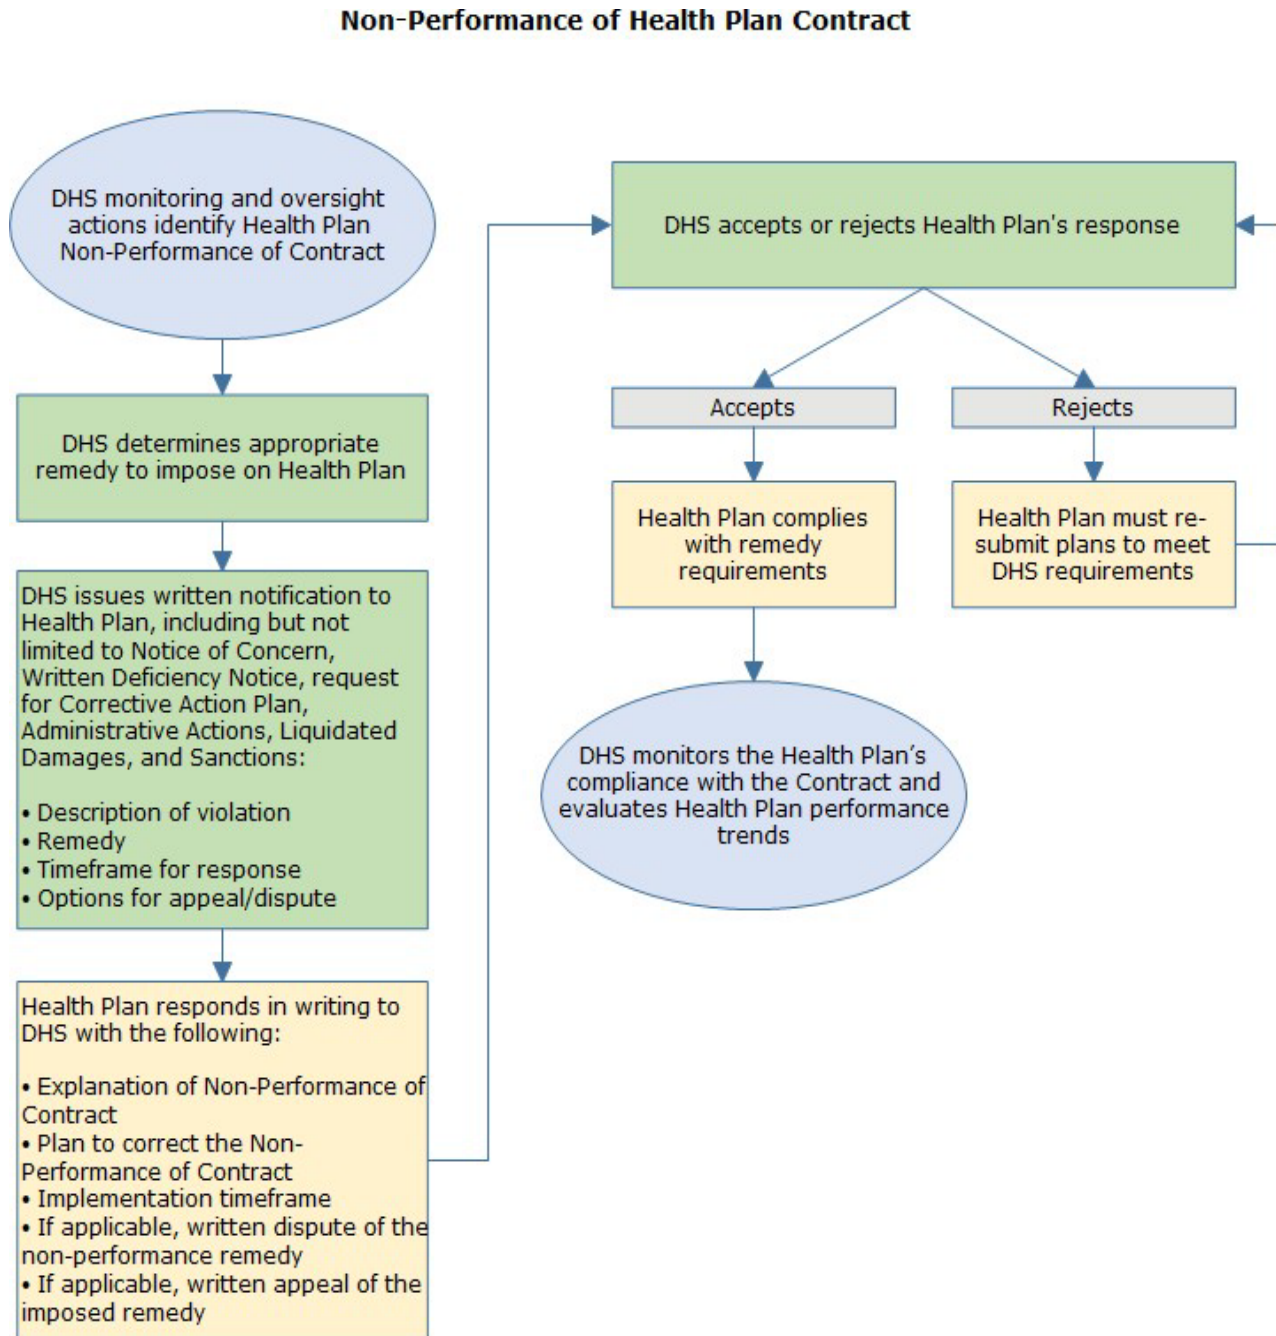 Non-Performance of Health Plan Contract
DHS monitoring and oversight
actions identify Health Plan
Non-Performance of Contract
DHS determines appropriate
remedy to impose on Health Plan
DHS issues written notification to
Health Plan, including but not
limited to Notice of Concern,
Written Deficiency Notice, request
for Corrective Action Plan,
Administrative Actions, Liquidated
Damages, and Sanctions:
• Description of violation
• Remedy
• Timeframe for response
• Options for appeal/dispute
Health Plan responds in writing to
DHS with the following:
• Explanation of Non-Performance of
Contract
• Plan to correct the Non-
Performance of Contract
• Implementation timeframe
• If applicable, written dispute of the
non-performance remedy
• If applicable, written appeal of the
imposed remedy
DHS accepts or rejects Health Plan's response
Accepts
Rejects
Health Plan complies
with remedy
requirements
Health Plan must re-
submit plans to meet
DHS requirements
DHS monitors the Health Plan’s
compliance with the Contract and
evaluates Health Plan performance
trends